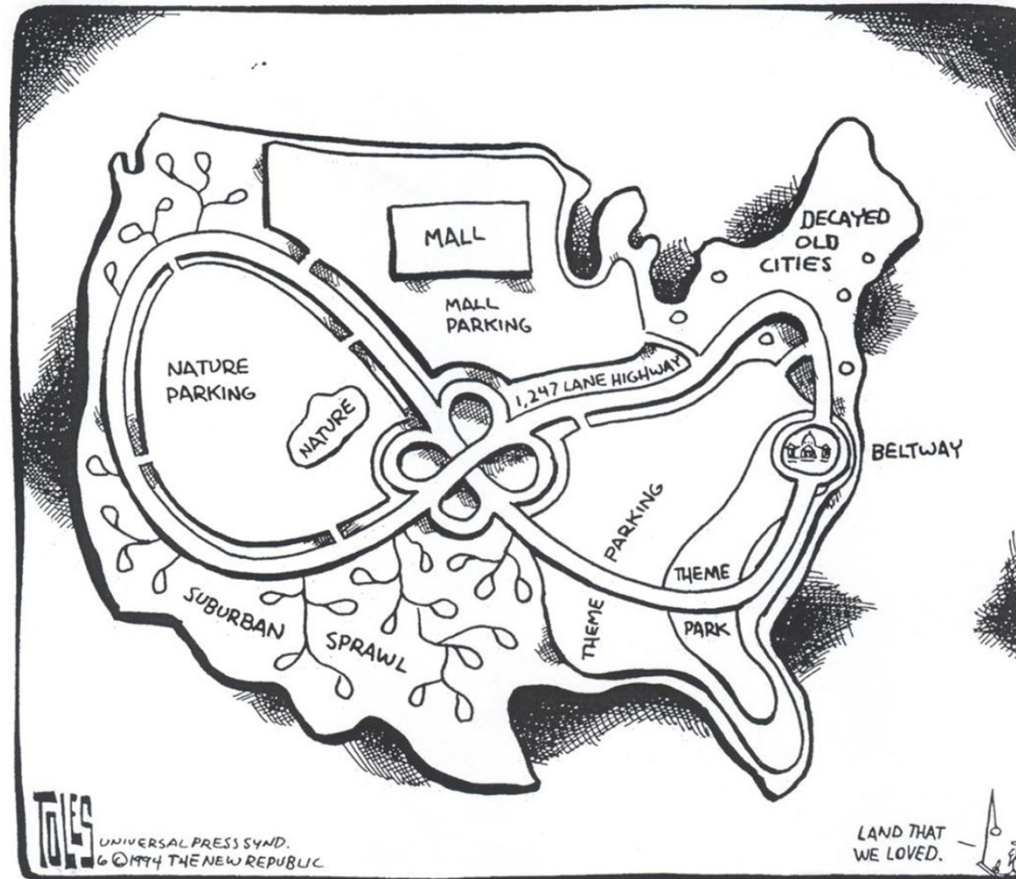 DECAYED
OLD
CITIES
MALL
MALL
PARKING
NATURE
PARKING
NATURE
1,247 LANE HIGHWAY
BELTWAY
THEME
PARKING
THEME
PARK
SUBURBAN
SPRAWL
TOLES
UNIVERSAL PRESS SYND.
©1994 THE NEW REPUBLIC
LAND THAT
WE LOVED.